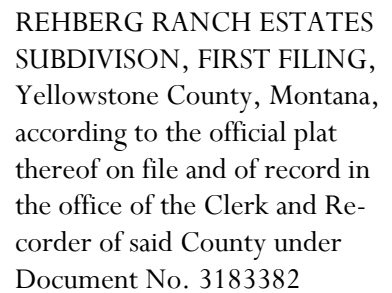 REHBERG RANCH ESTATES
SUBDIVISON, FIRST FILING,
Yellowstone County, Montana,
according to the official plat
thereof on file and of record in
the office of the Clerk and Re-
corder of said County under
Document No. 3183382